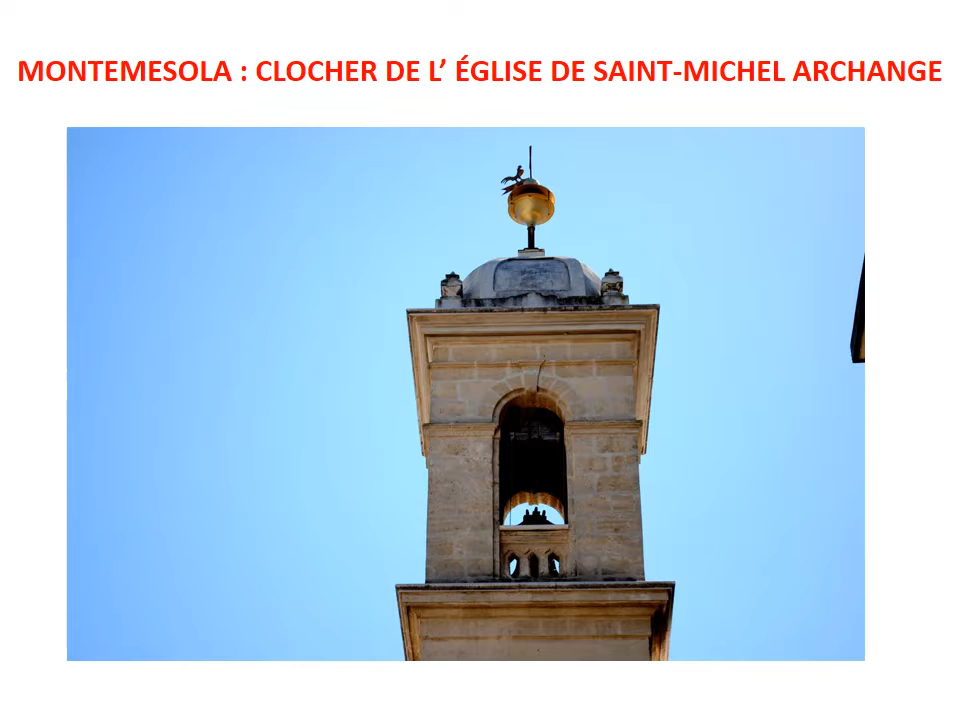 MONTEMESOLA : CLOCHER DE L’ ÉGLISE DE SAINT-MICHEL ARCHANGE